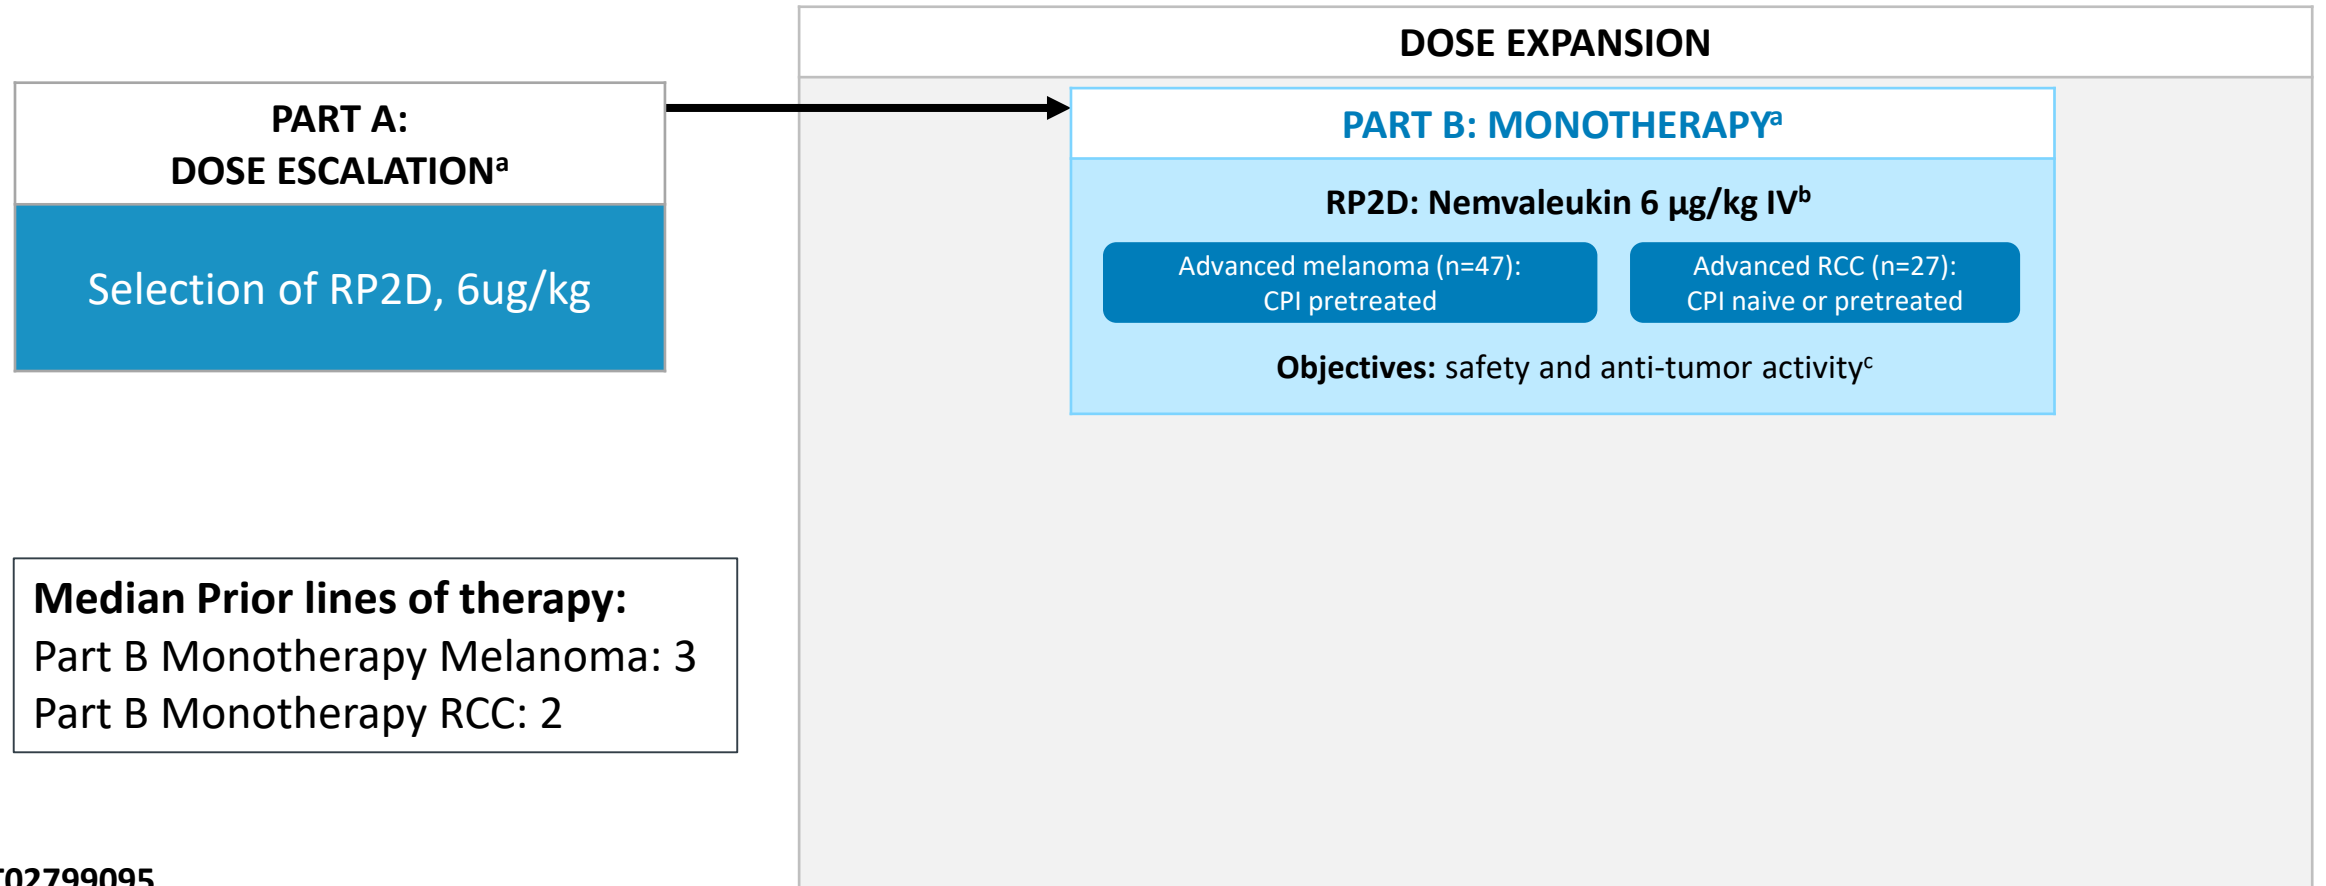 DOSE EXPANSION
PART A:
DOSE ESCALATIONᵃ
Selection of RP2D, 6ug/kg
PART B: MONOTHERAPYᵃ
RP2D: Nemvaleukin 6 µg/kg IVᵇ
Advanced melanoma (n=47):
CPI pretreated
Advanced RCC (n=27):
CPI naive or pretreated
Objectives: safety and anti-tumor activityᶜ
Median Prior lines of therapy:
Part B Monotherapy Melanoma: 3
Part B Monotherapy RCC: 2
T02799095